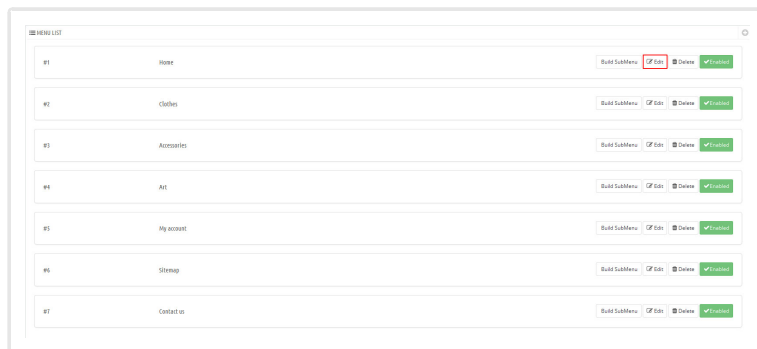 MENU LIST
#1 Home Build SubMenu Edit Delete Enabled
#2 Clothes Build SubMenu Edit Delete Enabled
#3 Accessories Build SubMenu Edit Delete Enabled
#4 Art Build SubMenu Edit Delete Enabled
#5 My account Build SubMenu Edit Delete Enabled
#6 Sitemap Build SubMenu Edit Delete Enabled
#7 Contact us Build SubMenu Edit Delete Enabled